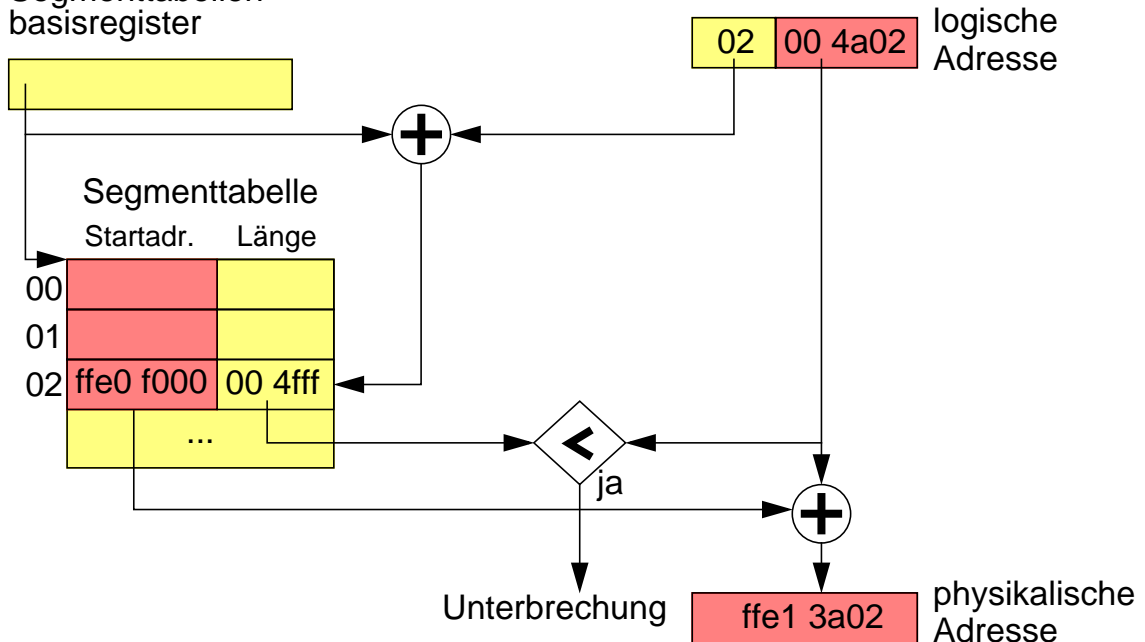 Segmenttabellen-
basisregister
logische
Adresse
02 00 4a02
Segmenttabelle
Startadr. Länge
00
01
02 ffe0 f000 00 4fff
...
<
ja
Unterbrechung
ffe1 3a02
physikalische
Adresse